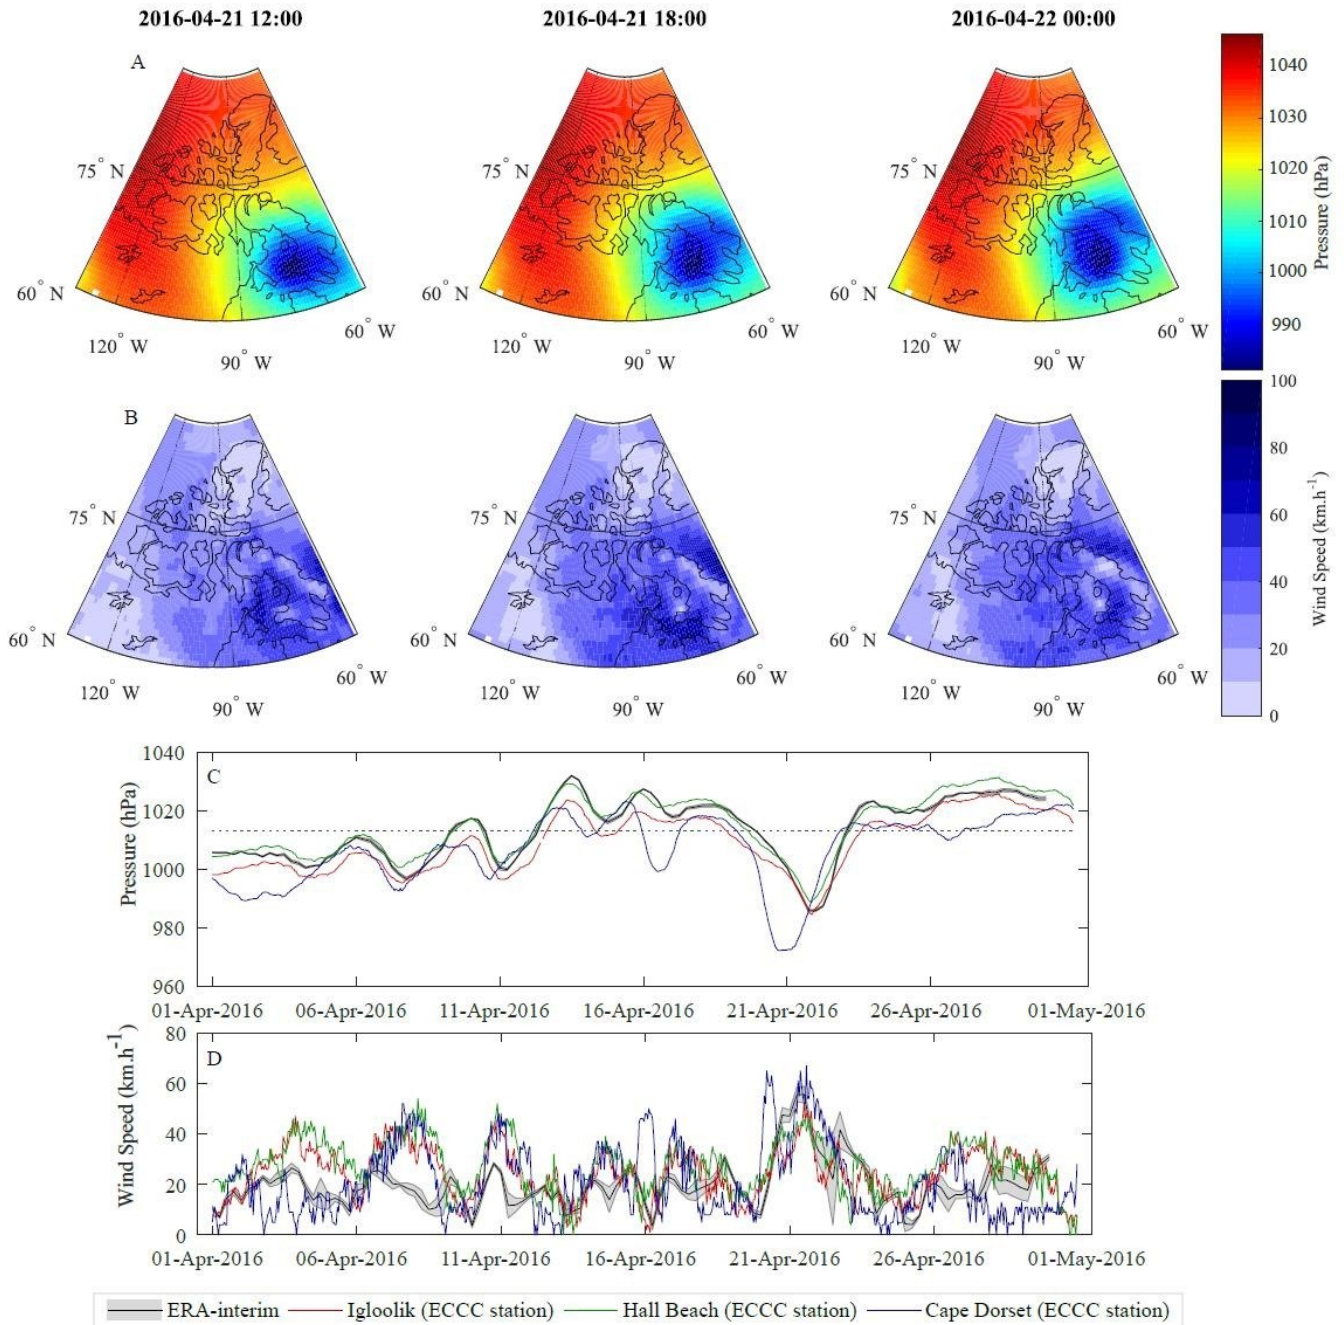 2016-04-21 12:00 2016-04-21 18:00 2016-04-22 00:00
A
75° N 75° N 75° N
60° N 60° N 60° N
120° W 90° W 60° W 120° W 90° W 60° W 120° W 90° W 60° W
1040
1030
1020
1010
1000
990
Pressure (hPa)
B
75° N 75° N 75° N
60° N 60° N 60° N
120° W 90° W 60° W 120° W 90° W 60° W 120° W 90° W 60° W
100
80
60
40
20
0
Wind Speed (km.h-1)
C
Pressure (hPa)
1040
1020
1000
980
960
01-Apr-2016 06-Apr-2016 11-Apr-2016 16-Apr-2016 21-Apr-2016 26-Apr-2016 01-May-2016
D
Wind Speed (km.h-1)
80
60
40
20
0
01-Apr-2016 06-Apr-2016 11-Apr-2016 16-Apr-2016 21-Apr-2016 26-Apr-2016 01-May-2016
ERA-interim Igloolik (ECCC station) Hall Beach (ECCC station) Cape Dorset (ECCC station)